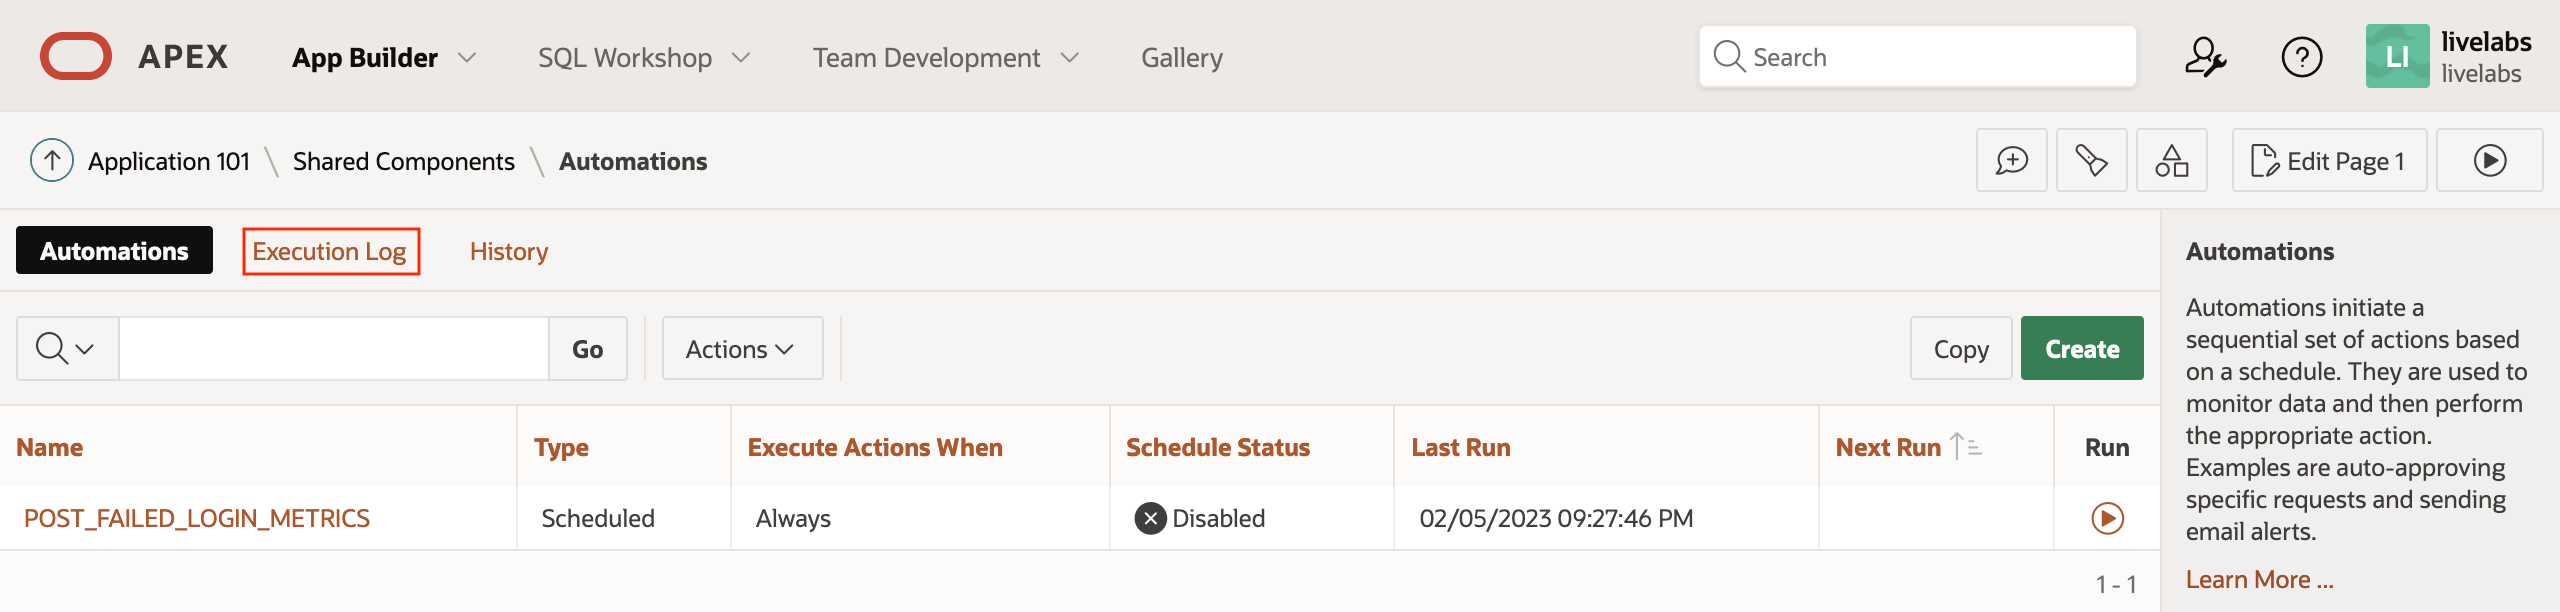 APEX App Builder SQL Workshop Team Development Gallery Search LI livelabs
livelabs
Application 101 \ Shared Components \ Automations Edit Page 1
Automations Execution Log History
Go Actions Copy Create
Name Type Execute Actions When Schedule Status Last Run Next Run Run
POST_FAILED_LOGIN_METRICS Scheduled Always Disabled 02/05/2023 09:27:46 PM
1 - 1
Automations
Automations initiate a
sequential set of actions based
on a schedule. They are used to
monitor data and then perform
the appropriate action.
Examples are auto-approving
specific requests and sending
email alerts.
Learn More ...